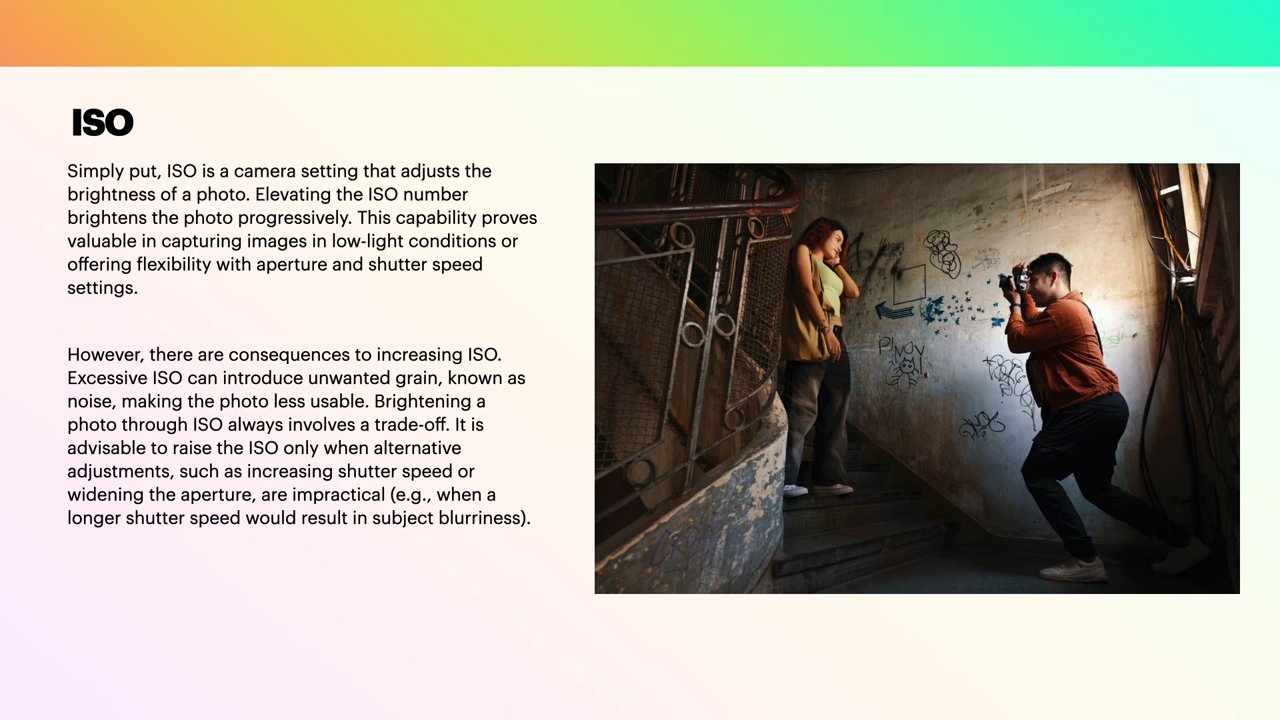 ISO
Simply put, ISO is a camera setting that adjusts the
brightness of a photo. Elevating the ISO number
brightens the photo progressively. This capability proves
valuable in capturing images in low-light conditions or
offering flexibility with aperture and shutter speed
settings.
However, there are consequences to increasing ISO.
Excessive ISO can introduce unwanted grain, known as
noise, making the photo less usable. Brightening a
photo through ISO always involves a trade-off. It is
advisable to raise the ISO only when alternative
adjustments, such as increasing shutter speed or
widening the aperture, are impractical (e.g., when a
longer shutter speed would result in subject blurriness).